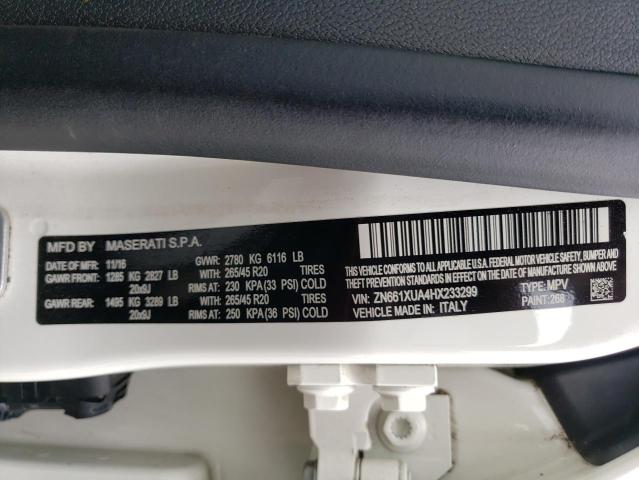 MFD BY MASERATI S.P.A.
DATE OF MFR: 11/16 GVWR: 2780 KG 6116 LB
GAWR FRONT: 1285 KG 2827 LB WITH: 265/45 R20 TIRES
20x9J RIMS AT: 230 KPA (33 PSI) COLD
GAWR REAR: 1495 KG 3289 LB WITH: 265/45 R20 TIRES
20x9J RIMS AT: 250 KPA (36 PSI) COLD
THIS VEHICLE CONFORMS TO ALL APPLICABLE U.S.A. FEDERAL MOTOR VEHICLE SAFETY, BUMPER AND
THEFT PREVENTION STANDARDS IN EFFECT ON THE DATE OF MANUFACTURE SHOWN ABOVE.
VIN: ZN661XUA4HX233299 TYPE: MPV
VEHICLE MADE IN: ITALY PAINT: 268